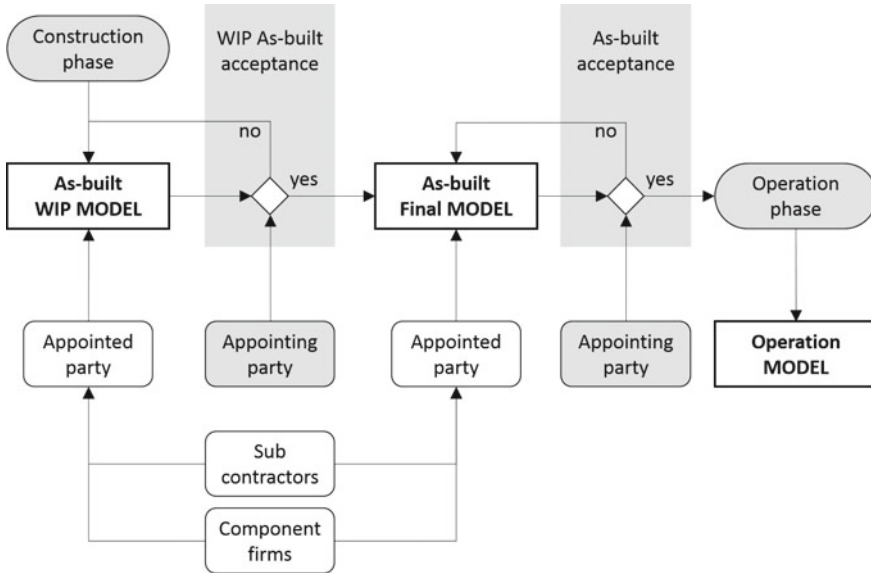 Construction
phase
WIP As-built
acceptance
As-built
acceptance
no
no
As-built
WIP MODEL
yes
As-built
Final MODEL
yes
Operation
phase
Appointed
party
Appointing
party
Appointed
party
Appointing
party
Operation
MODEL
Sub
contractors
Component
firms